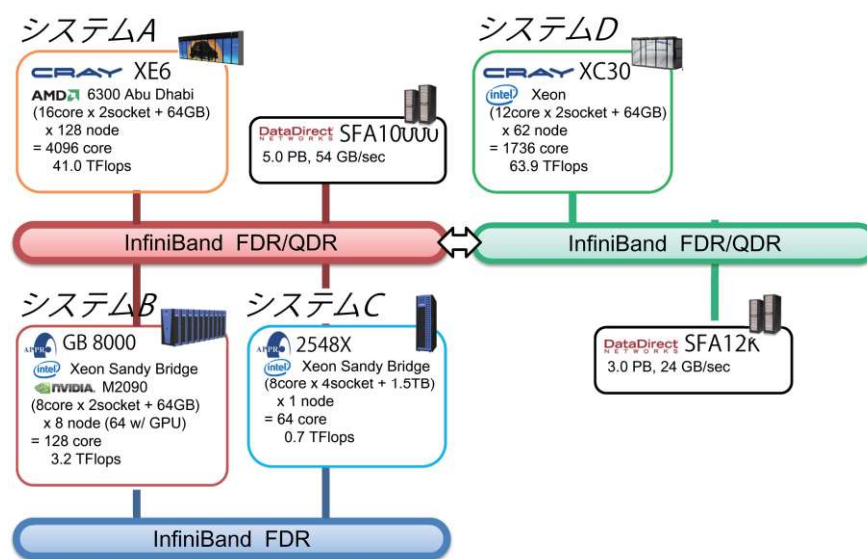 システムA
CRAY XE6
AMD 6300 Abu Dhabi
(16core x 2socket + 64GB)
x 128 node
= 4096 core
41.0 TFlops
DataDirect NETWORKS SFA10000
5.0 PB, 54 GB/sec
システムD
CRAY XC30
intel Xeon
(12core x 2socket + 64GB)
x 62 node
= 1736 core
63.9 TFlops
InfiniBand FDR/QDR
InfiniBand FDR/QDR
システムB
APPRO GB 8000
intel Xeon Sandy Bridge
NVIDIA. M2090
(8core x 2socket + 64GB)
x 8 node (64 w/ GPU)
= 128 core
3.2 TFlops
システムC
APPRO 2548X
intel Xeon Sandy Bridge
(8core x 4socket + 1.5TB)
x 1 node
= 64 core
0.7 TFlops
DataDirect NETWORKS SFA12K
3.0 PB, 24 GB/sec
InfiniBand FDR